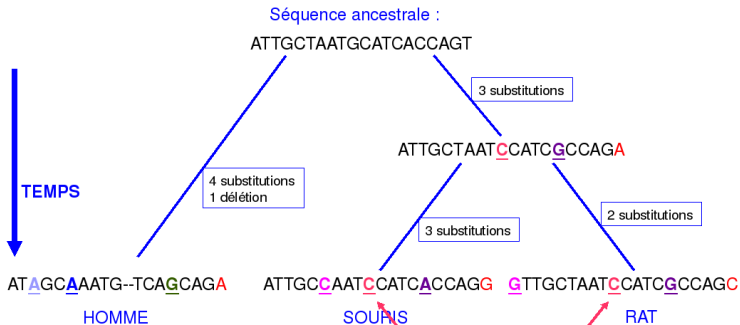 Séquence ancestrale :
ATTGCTAATGCATCACCAGT
3 substitutions
ATTGCTAATCCATCGCCAGA
4 substitutions
1 délétion
TEMPS
3 substitutions
2 substitutions
ATAGCAAATG--TCAGCAGA
ATTGCCAATCCATCACCAGG
GTTGCTAATCCATCGCCAGC
HOMME
SOURIS
RAT